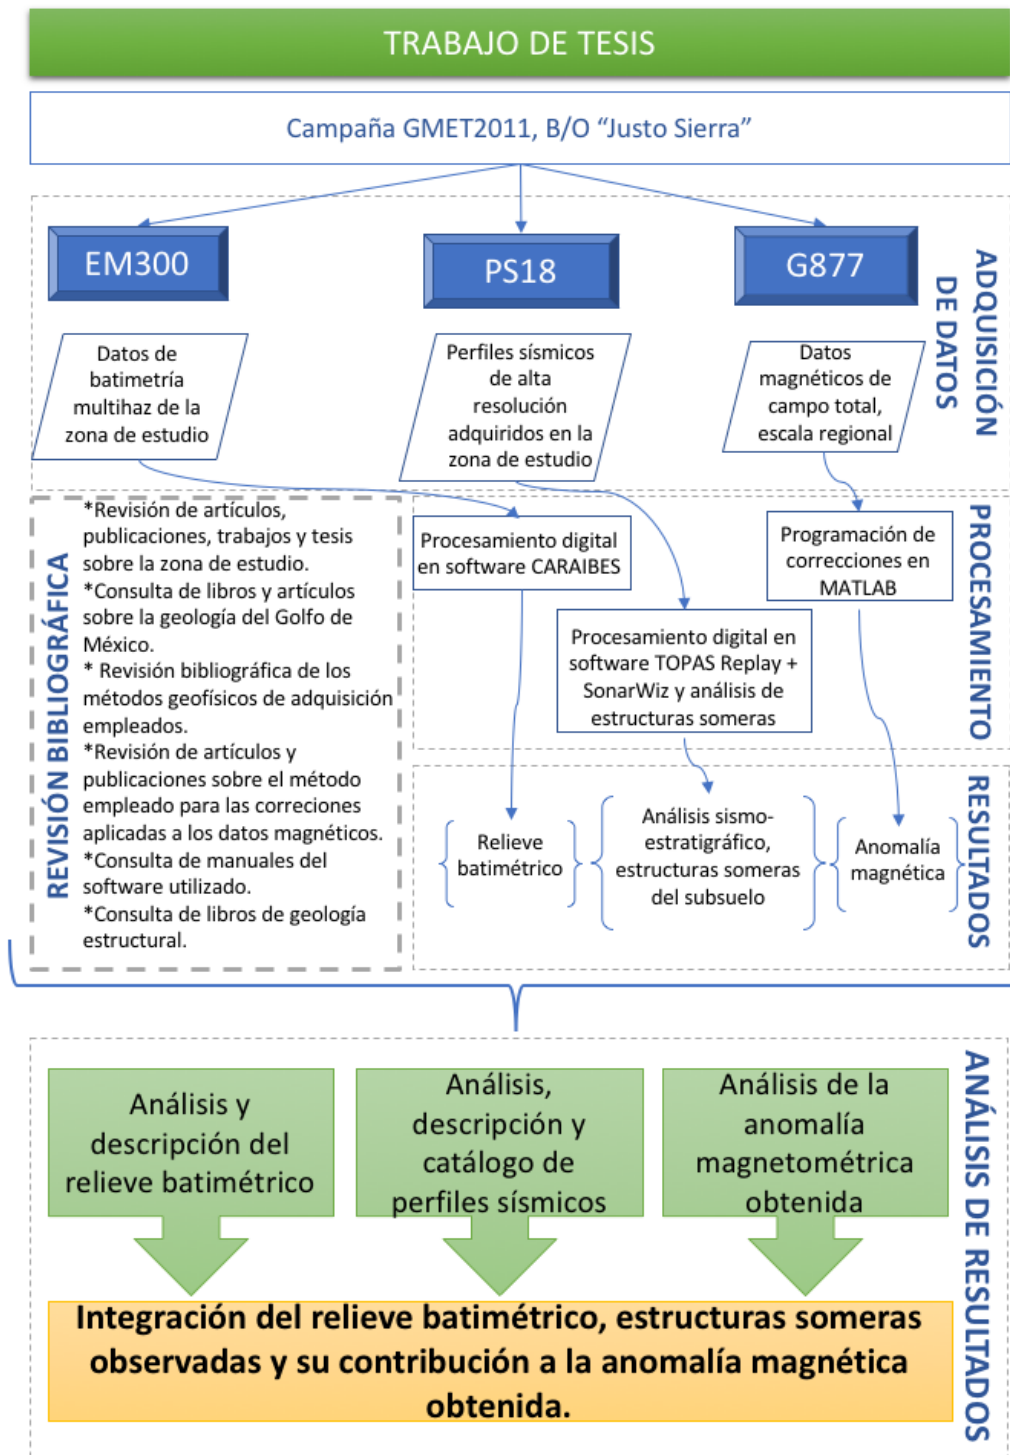 TRABAJO DE TESIS
Campaña GMET2011, B/O “Justo Sierra”
EM300
PS18
G877
ADQUISICIÓN
DE DATOS
Datos de
batimetría
multihaz de la
zona de estudio
Perfiles sísmicos
de alta
resolución
adquiridos en la
zona de estudio
Datos
magnéticos de
campo total,
escala regional
REVISIÓN BIBLIOGRÁFICA
*Revisión de artículos,
publicaciones, trabajos y tesis
sobre la zona de estudio.
*Consulta de libros y artículos
sobre la geología del Golfo de
México.
* Revisión bibliográfica de los
métodos geofísicos de adquisición
empleados.
*Revisión de artículos y
publicaciones sobre el método
empleado para las correciones
aplicadas a los datos magnéticos.
*Consulta de manuales del
software utilizado.
*Consulta de libros de geología
estructural.
PROCESAMIENTO
Procesamiento digital
en software CARAIBES
Procesamiento digital en
software TOPAS Replay +
SonarWiz y análisis de
estructuras someras
Programación de
correcciones en
MATLAB
RESULTADOS
Relieve
batimétrico
Análisis sismo-
estratigráfico,
estructuras someras
del subsuelo
Anomalía
magnética
ANÁLISIS DE RESULTADOS
Análisis y
descripción del
relieve batimétrico
Análisis,
descripción y
catálogo de
perfiles sísmicos
Análisis de la
anomalía
magnetométrica
obtenida
Integración del relieve batimétrico, estructuras someras
observadas y su contribución a la anomalía magnética
obtenida.